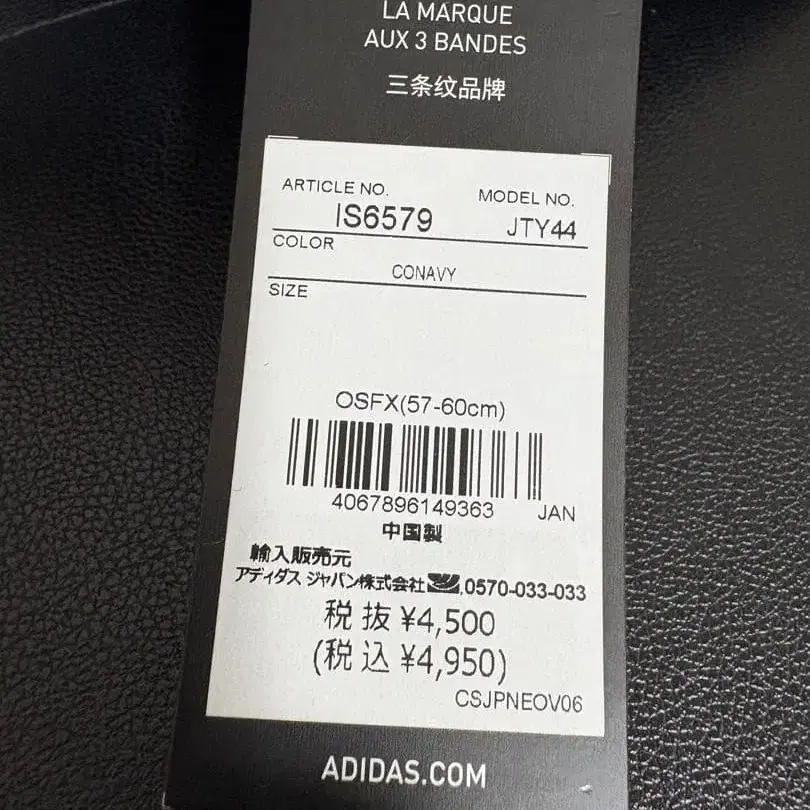 LA MARQUE
AUX 3 BANDES
三条纹品牌
ARTICLE NO. MODEL NO.
IS6579 JTY44
COLOR
CONAVY
SIZE
OSFX(57-60cm)
4067896149363 JAN
中国製
輸入販売元
アディダス ジャパン株式会社 0570-033-033
税抜 ¥4,500
(税込 ¥4,950)
CSJPNEOV06
ADIDAS.COM